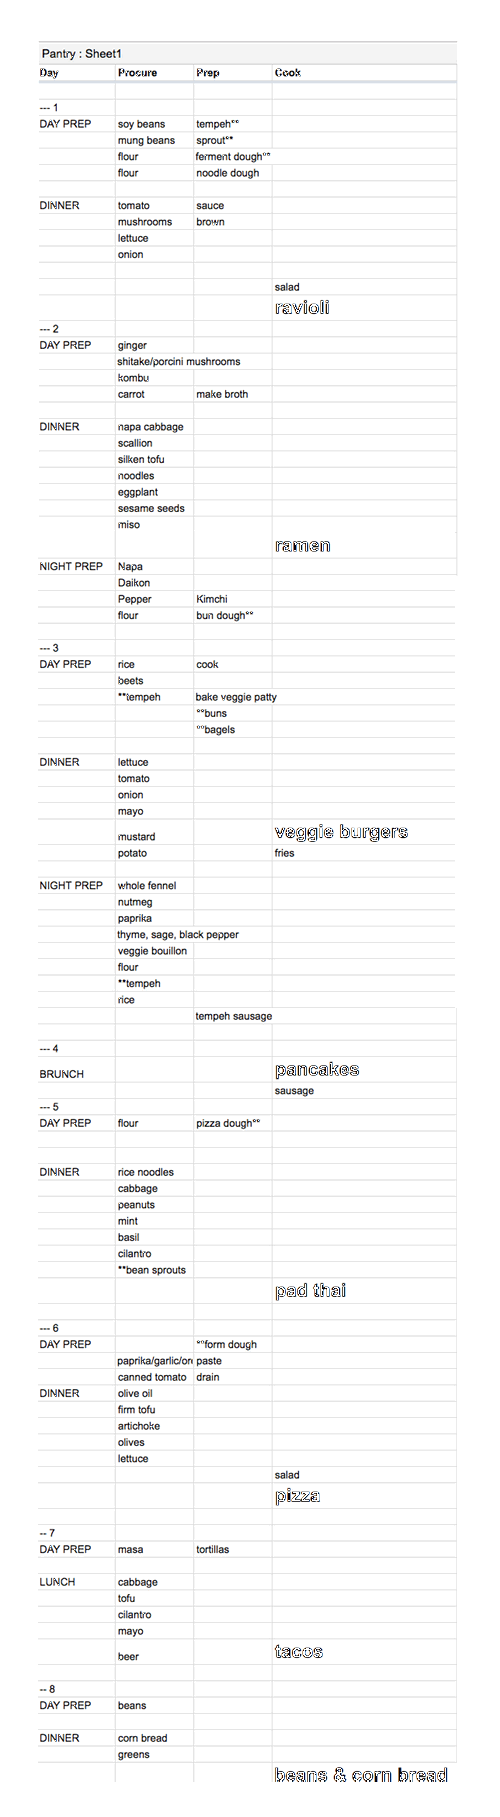 Pantry : Sheet1
Day Procure Prep Cook
--- 1
DAY PREP soy beans tempeh°°
mung beans sprout°°
flour ferment dough°°
flour noodle dough
DINNER tomato sauce
mushrooms brown
lettuce
onion
salad
ravioli
--- 2
DAY PREP ginger
shitake/porcini mushrooms
kombu
carrot make broth
DINNER napa cabbage
scallion
silken tofu
noodles
eggplant
sesame seeds
miso
ramen
NIGHT PREP Napa
Daikon
Pepper Kimchi
flour bun dough°°
--- 3
DAY PREP rice cook
beets
**tempeh bake veggie patty
°°buns
°°bagels
DINNER lettuce
tomato
onion
mayo
mustard veggie burgers
potato fries
NIGHT PREP whole fennel
nutmeg
paprika
thyme, sage, black pepper
veggie bouillon
flour
**tempeh
rice
tempeh sausage
--- 4
BRUNCH pancakes
sausage
--- 5
DAY PREP flour pizza dough°°
DINNER rice noodles
cabbage
peanuts
mint
basil
cilantro
**bean sprouts
pad thai
--- 6
DAY PREP °°form dough
paprika/garlic/ore paste
canned tomato drain
DINNER olive oil
firm tofu
artichoke
olives
lettuce
salad
pizza
-- 7
DAY PREP masa tortillas
LUNCH cabbage
tofu
cilantro
mayo
beer tacos
-- 8
DAY PREP beans
DINNER corn bread
greens
beans & corn bread